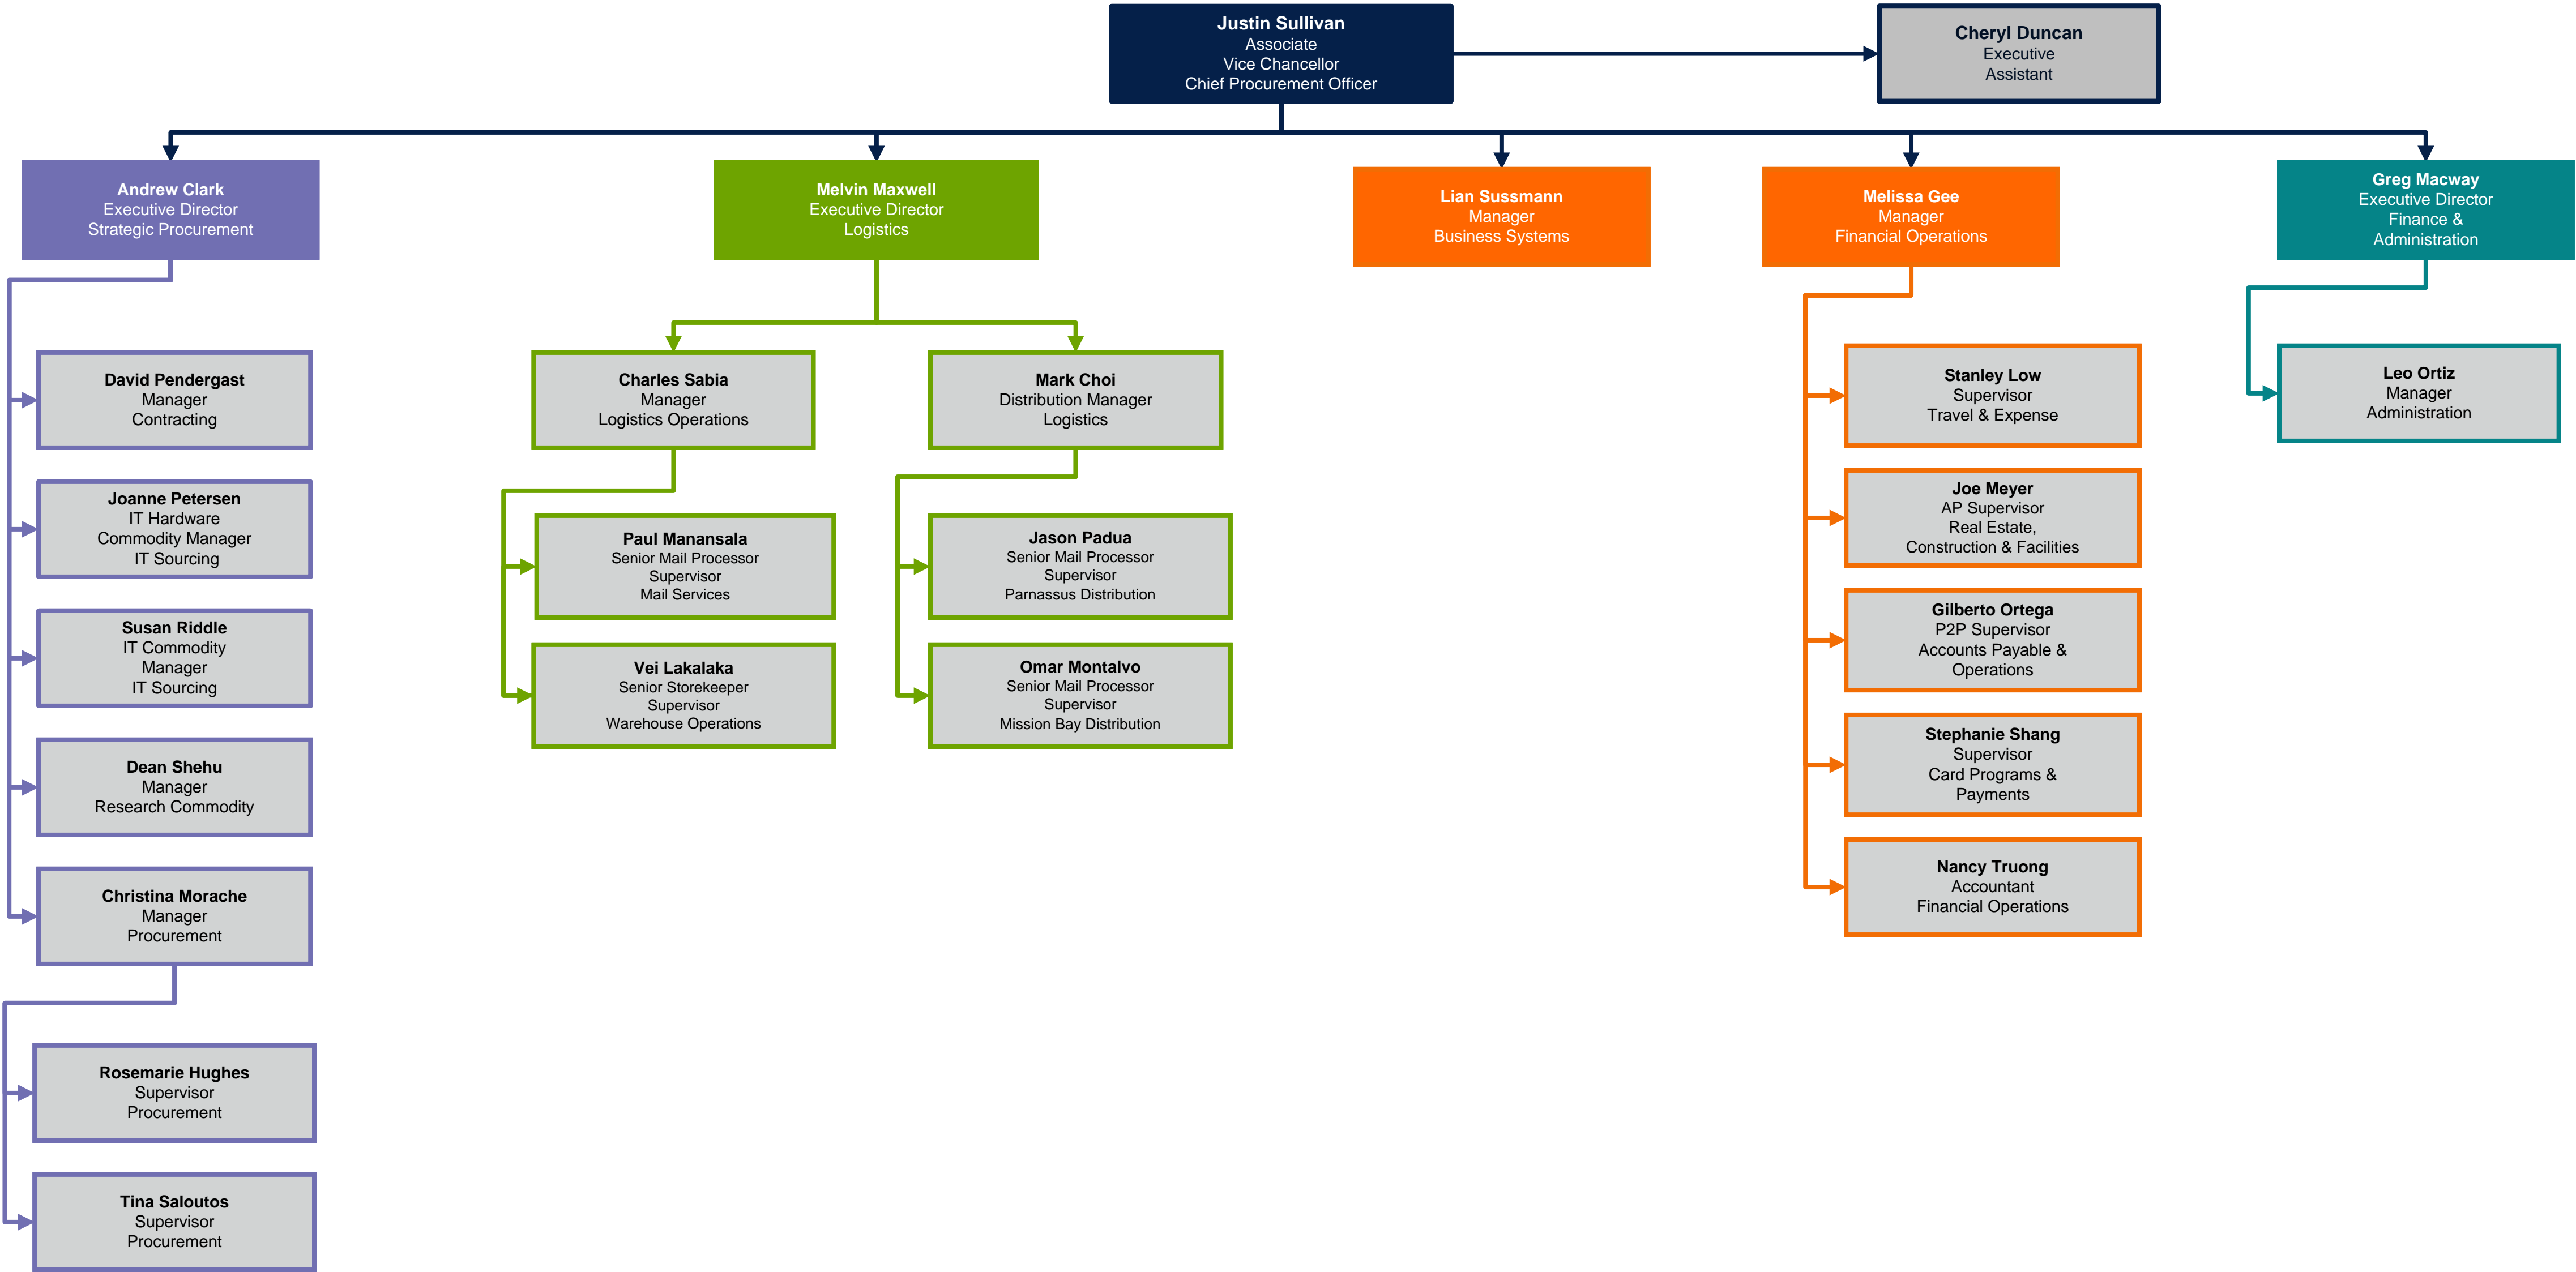 Justin Sullivan
Associate
Vice Chancellor
Chief Procurement Officer
Cheryl Duncan
Executive
Assistant
Andrew Clark
Executive Director
Strategic Procurement
Melvin Maxwell
Executive Director
Logistics
Lian Sussmann
Manager
Business Systems
Melissa Gee
Manager
Financial Operations
Greg Macway
Executive Director
Finance &
Administration
David Pendergast
Manager
Contracting
Joanne Petersen
IT Hardware
Commodity Manager
IT Sourcing
Susan Riddle
IT Commodity
Manager
IT Sourcing
Dean Shehu
Manager
Research Commodity
Christina Morache
Manager
Procurement
Rosemarie Hughes
Supervisor
Procurement
Tina Saloutos
Supervisor
Procurement
Charles Sabia
Manager
Logistics Operations
Paul Manansala
Senior Mail Processor
Supervisor
Mail Services
Vei Lakalaka
Senior Storekeeper
Supervisor
Warehouse Operations
Mark Choi
Distribution Manager
Logistics
Jason Padua
Senior Mail Processor
Supervisor
Parnassus Distribution
Omar Montalvo
Senior Mail Processor
Supervisor
Mission Bay Distribution
Stanley Low
Supervisor
Travel & Expense
Joe Meyer
AP Supervisor
Real Estate,
Construction & Facilities
Gilberto Ortega
P2P Supervisor
Accounts Payable &
Operations
Stephanie Shang
Supervisor
Card Programs &
Payments
Nancy Truong
Accountant
Financial Operations
Leo Ortiz
Manager
Administration